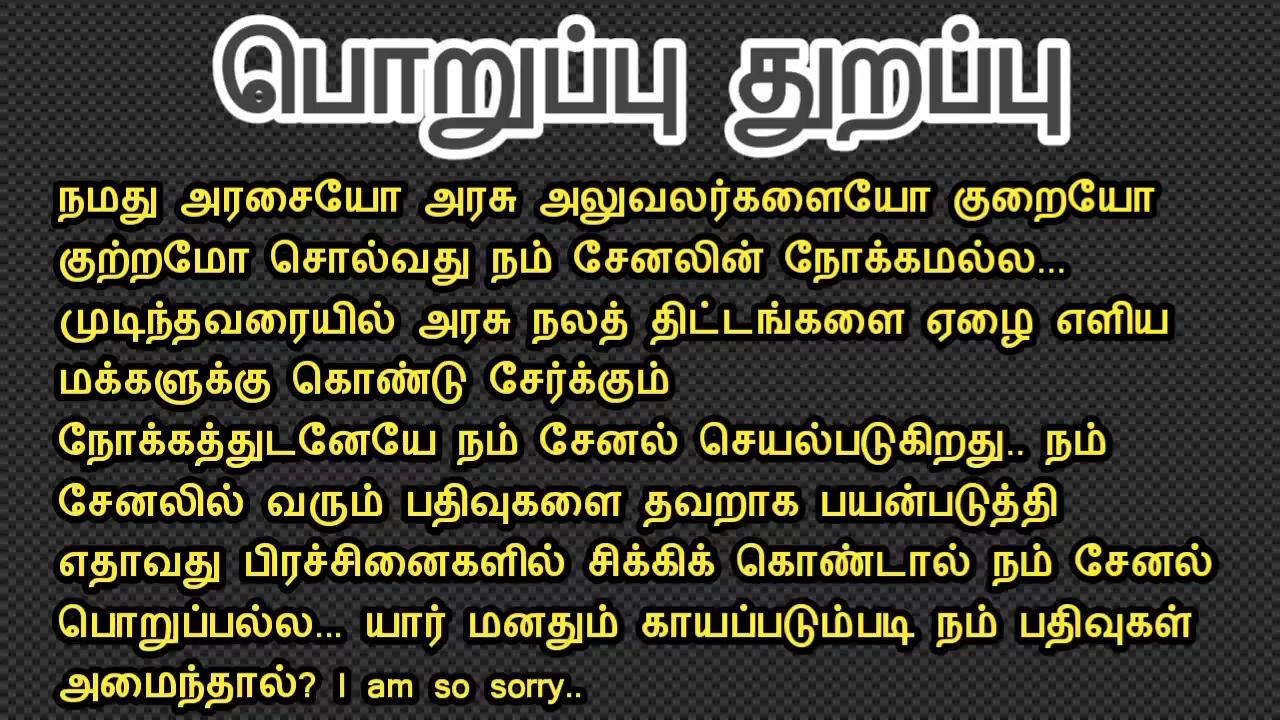 பொறுப்பு துறப்பு
நமது அரசையோ அரசு அலுவலர்களையோ குறையோ
குற்றமோ சொல்வது நம் சேனலின் நோக்கமல்ல...
முடிந்தவரையில் அரசு நலத் திட்டங்களை ஏழை எளிய
மக்களுக்கு கொண்டு சேர்க்கும்
நோக்கத்துடனேயே நம் சேனல் செயல்படுகிறது.. நம்
சேனலில் வரும் பதிவுகளை தவறாக பயன்படுத்தி
எதாவது பிரச்சினைகளில் சிக்கிக் கொண்டால் நம் சேனல்
பொறுப்பல்ல... யார் மனதும் காயப்படும்படி நம் பதிவுகள்
அமைந்தால்? I am so sorry..